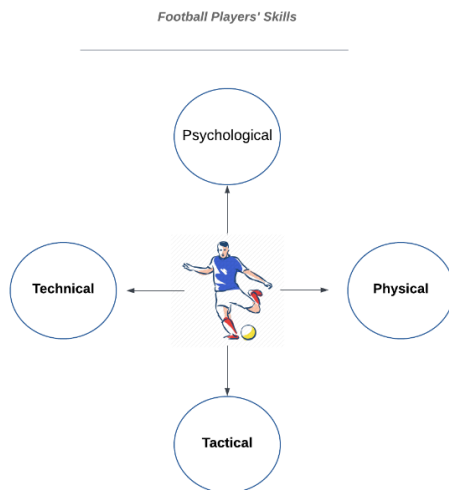 Football Players' Skills
Psychological
Technical
Physical
Tactical